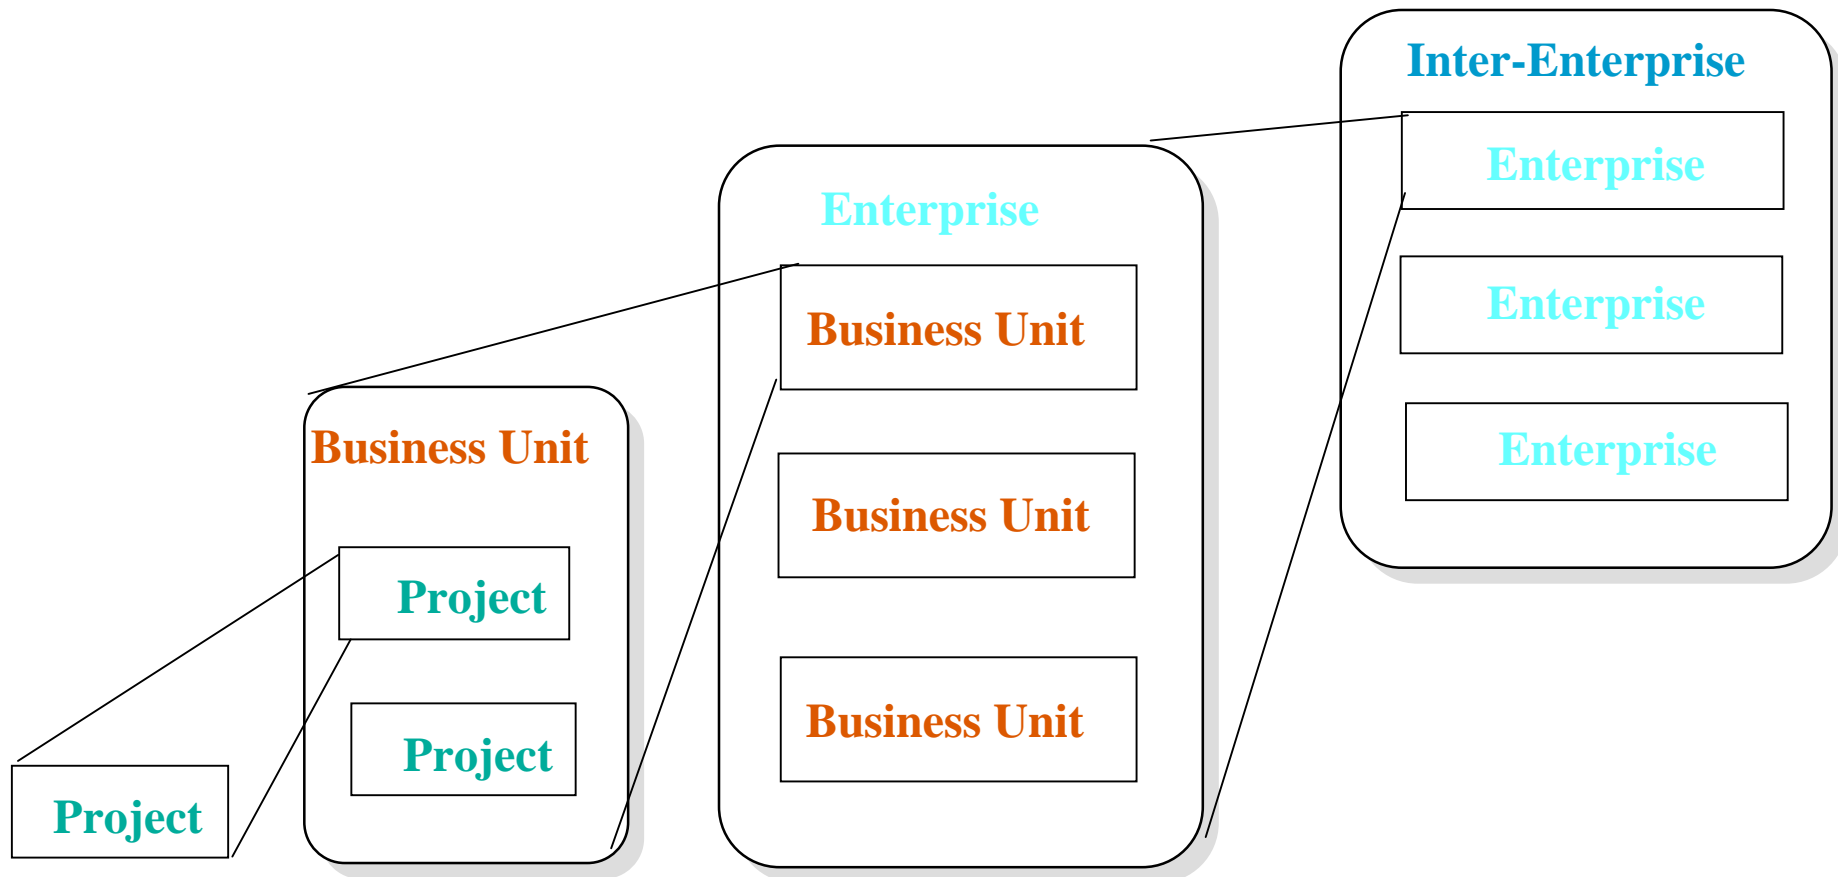 Inter-Enterprise
Enterprise
Enterprise
Enterprise
Enterprise
Business Unit
Business Unit
Business Unit
Business Unit
Project
Project
Project